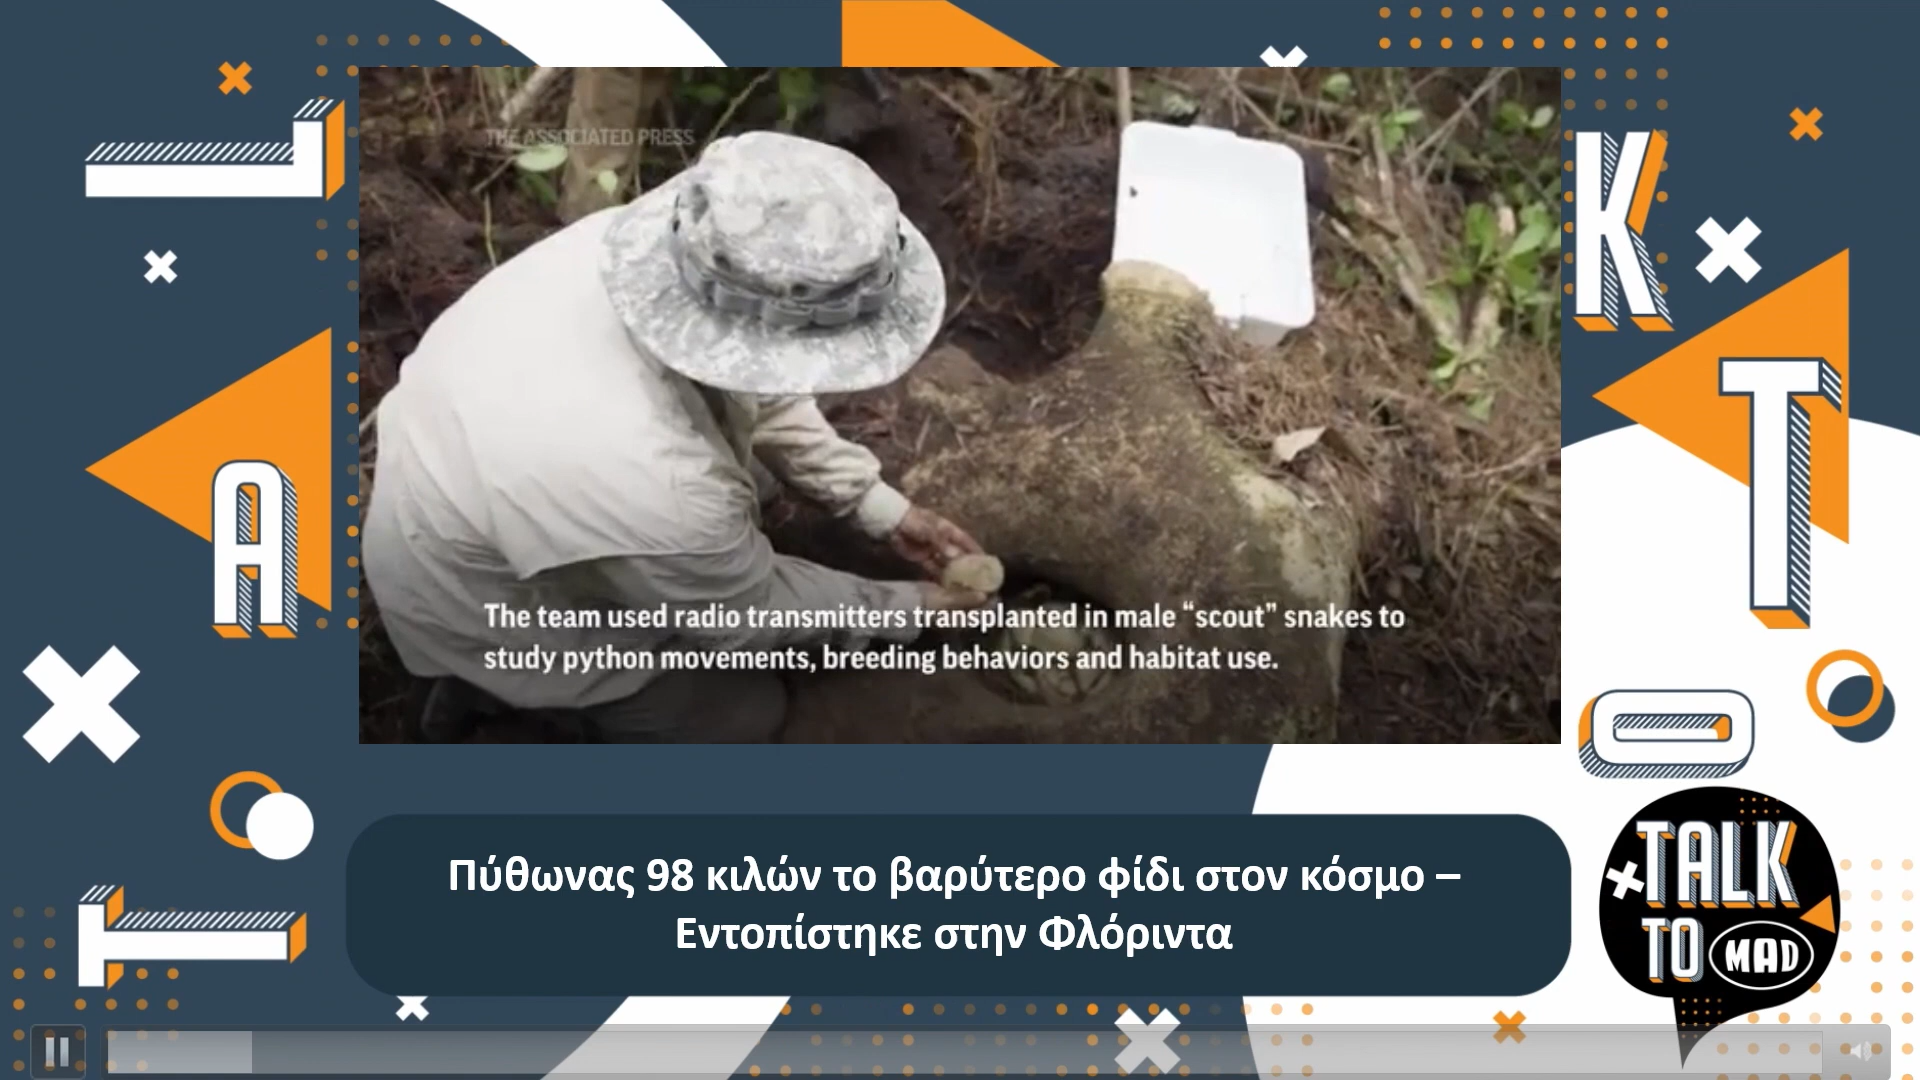 THE ASSOCIATED PRESS
The team used radio transmitters transplanted in male “scout” snakes to
study python movements, breeding behaviors and habitat use.
Πύθωνας 98 κιλών το βαρύτερο φίδι στον κόσμο –
Εντοπίστηκε στην Φλόριντα
T
A
L
K
T
O
TALK
TO
MAD